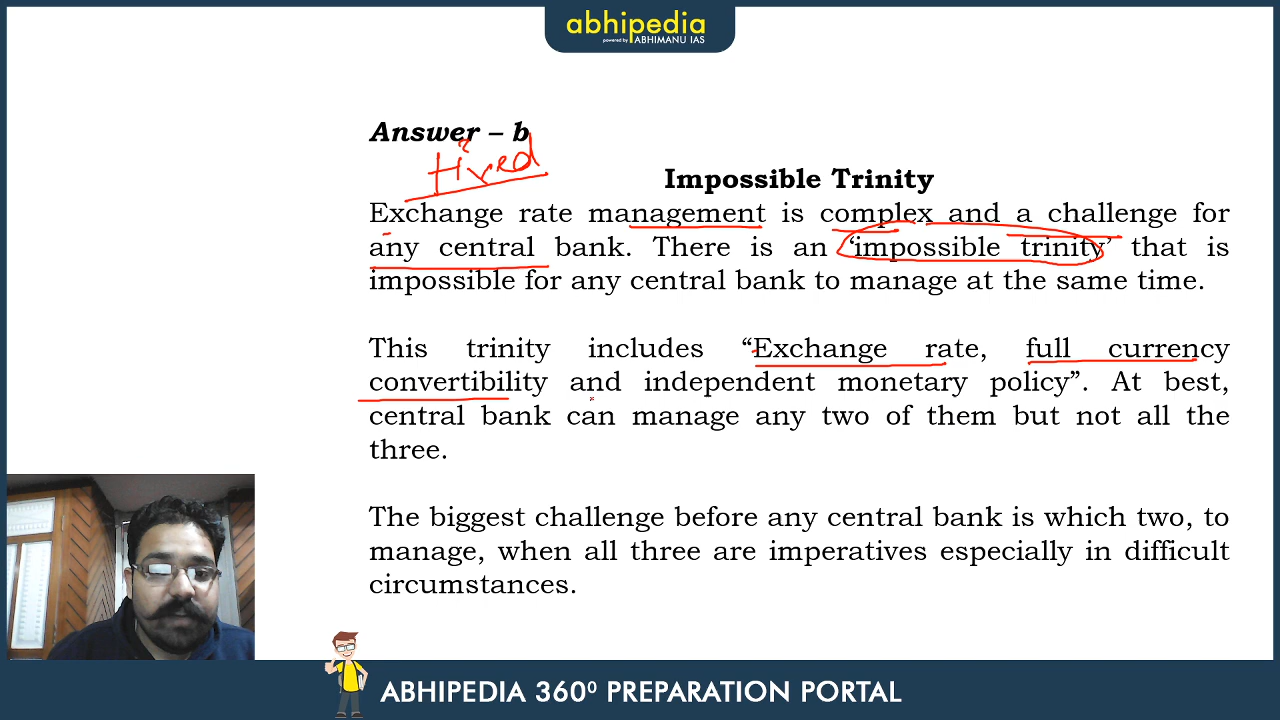 abhipedia
powered by ABHIMANU IAS
Answer – b
Impossible Trinity
Exchange rate management is complex and a challenge for
any central bank. There is an ‘impossible trinity’ that is
impossible for any central bank to manage at the same time.
This trinity includes “Exchange rate, full currency
convertibility and independent monetary policy”. At best,
central bank can manage any two of them but not all the
three.
The biggest challenge before any central bank is which two, to
manage, when all three are imperatives especially in difficult
circumstances.
ABHIPEDIA 360⁰ PREPARATION PORTAL